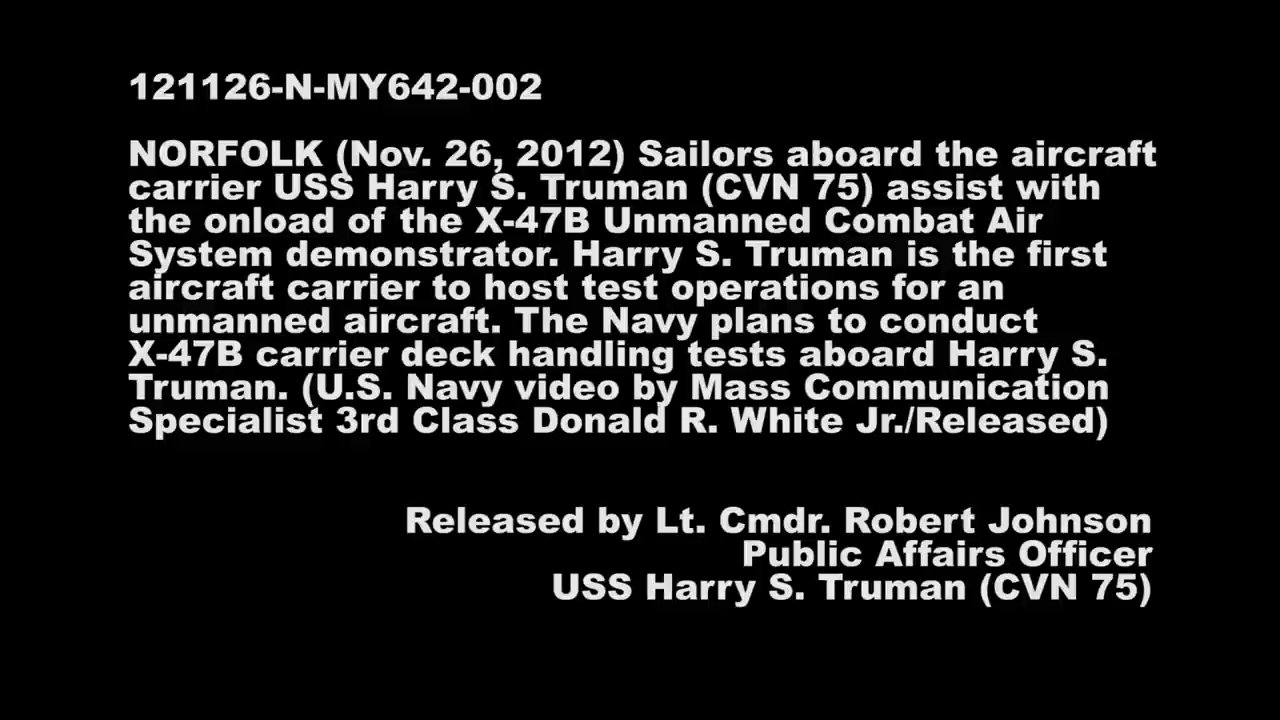 121126-N-MY642-002
NORFOLK (Nov. 26, 2012) Sailors aboard the aircraft
carrier USS Harry S. Truman (CVN 75) assist with
the onload of the X-47B Unmanned Combat Air
System demonstrator. Harry S. Truman is the first
aircraft carrier to host test operations for an
unmanned aircraft. The Navy plans to conduct
X-47B carrier deck handling tests aboard Harry S.
Truman. (U.S. Navy video by Mass Communication
Specialist 3rd Class Donald R. White Jr./Released)
Released by Lt. Cmdr. Robert Johnson
Public Affairs Officer
USS Harry S. Truman (CVN 75)